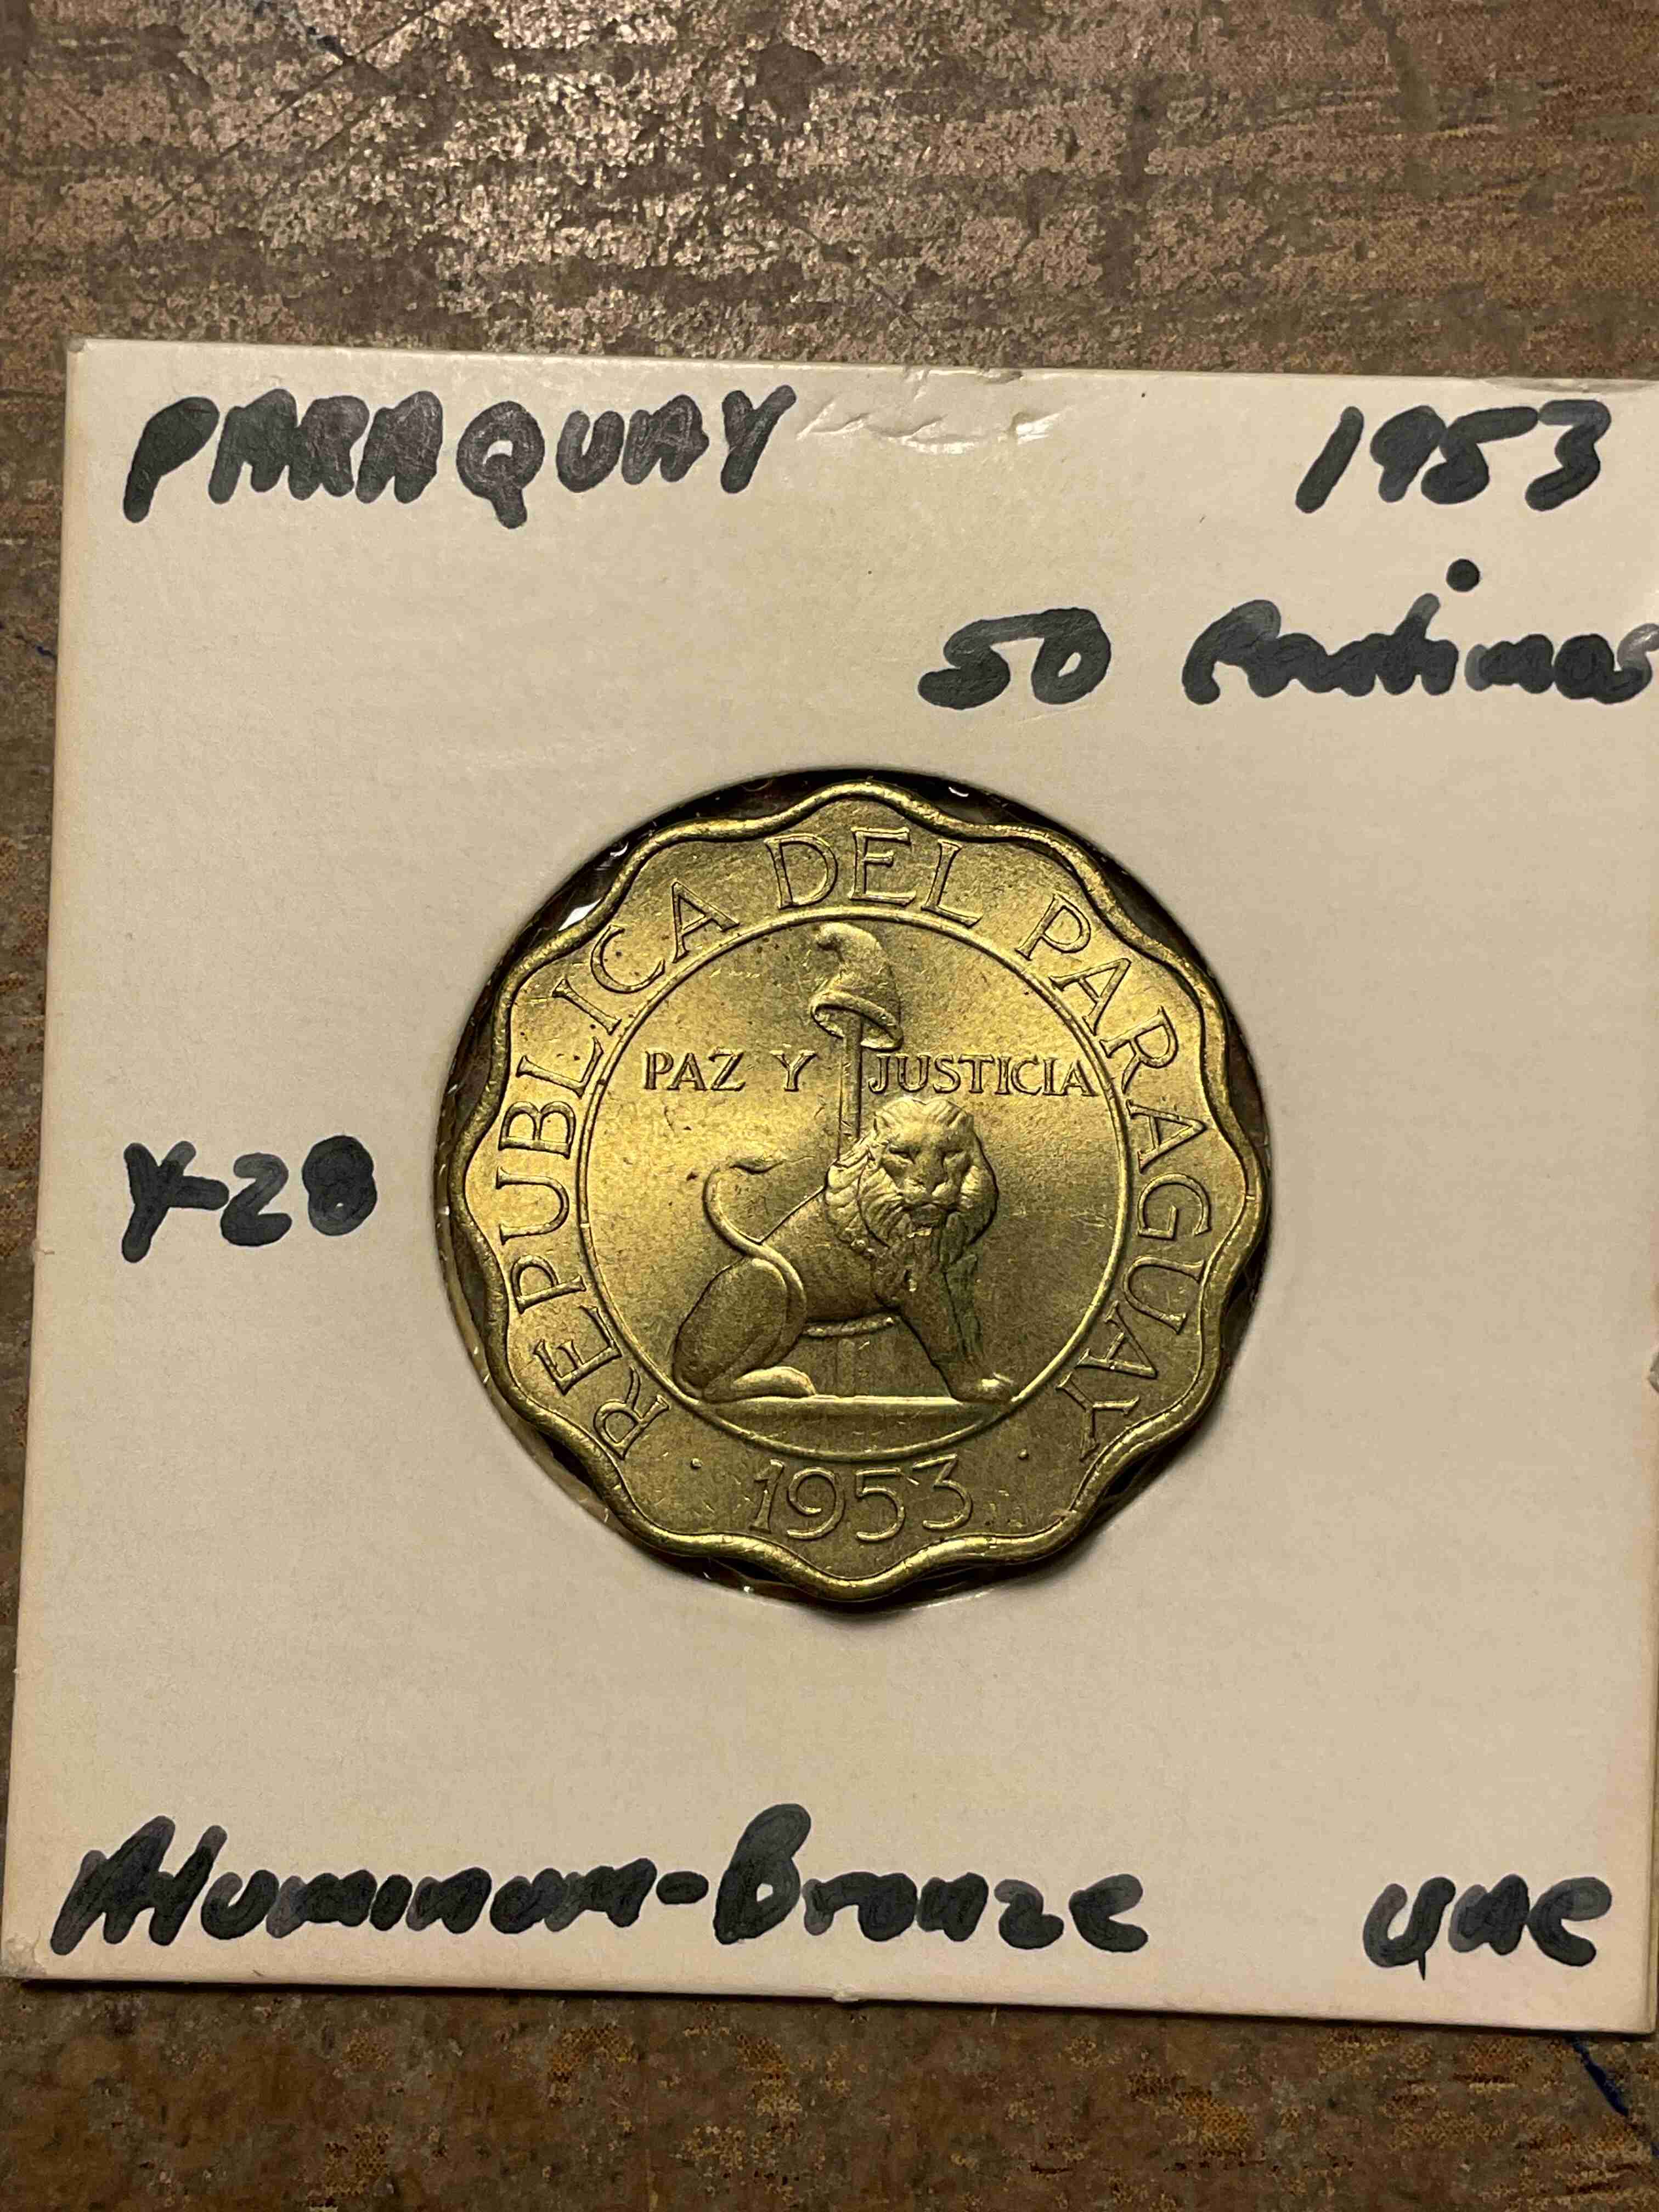 PARAQUAY 1953
50 Centimos
REPUBLICA DEL PARAGUAY
PAZ Y JUSTICIA
Y-28
· 1953 ·
Aluminum-Bronze UNC